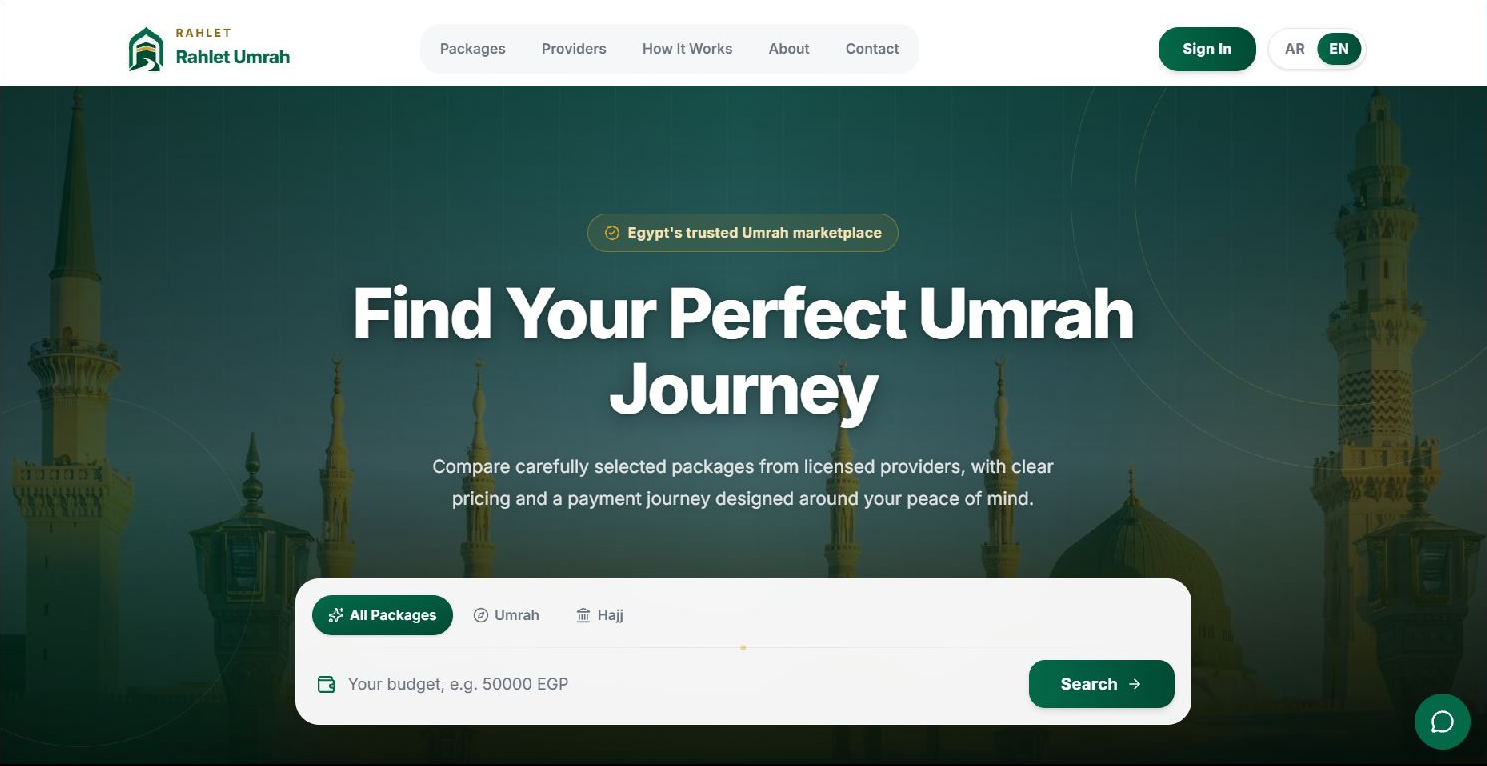 RAHLET
Rahlet Umrah
Packages
Providers
How It Works
About
Contact
Sign In
AR
EN
Egypt's trusted Umrah marketplace
Find Your Perfect Umrah
Journey
Compare carefully selected packages from licensed providers, with clear
pricing and a payment journey designed around your peace of mind.
All Packages
Umrah
Hajj
Your budget, e.g. 50000 EGP
Search